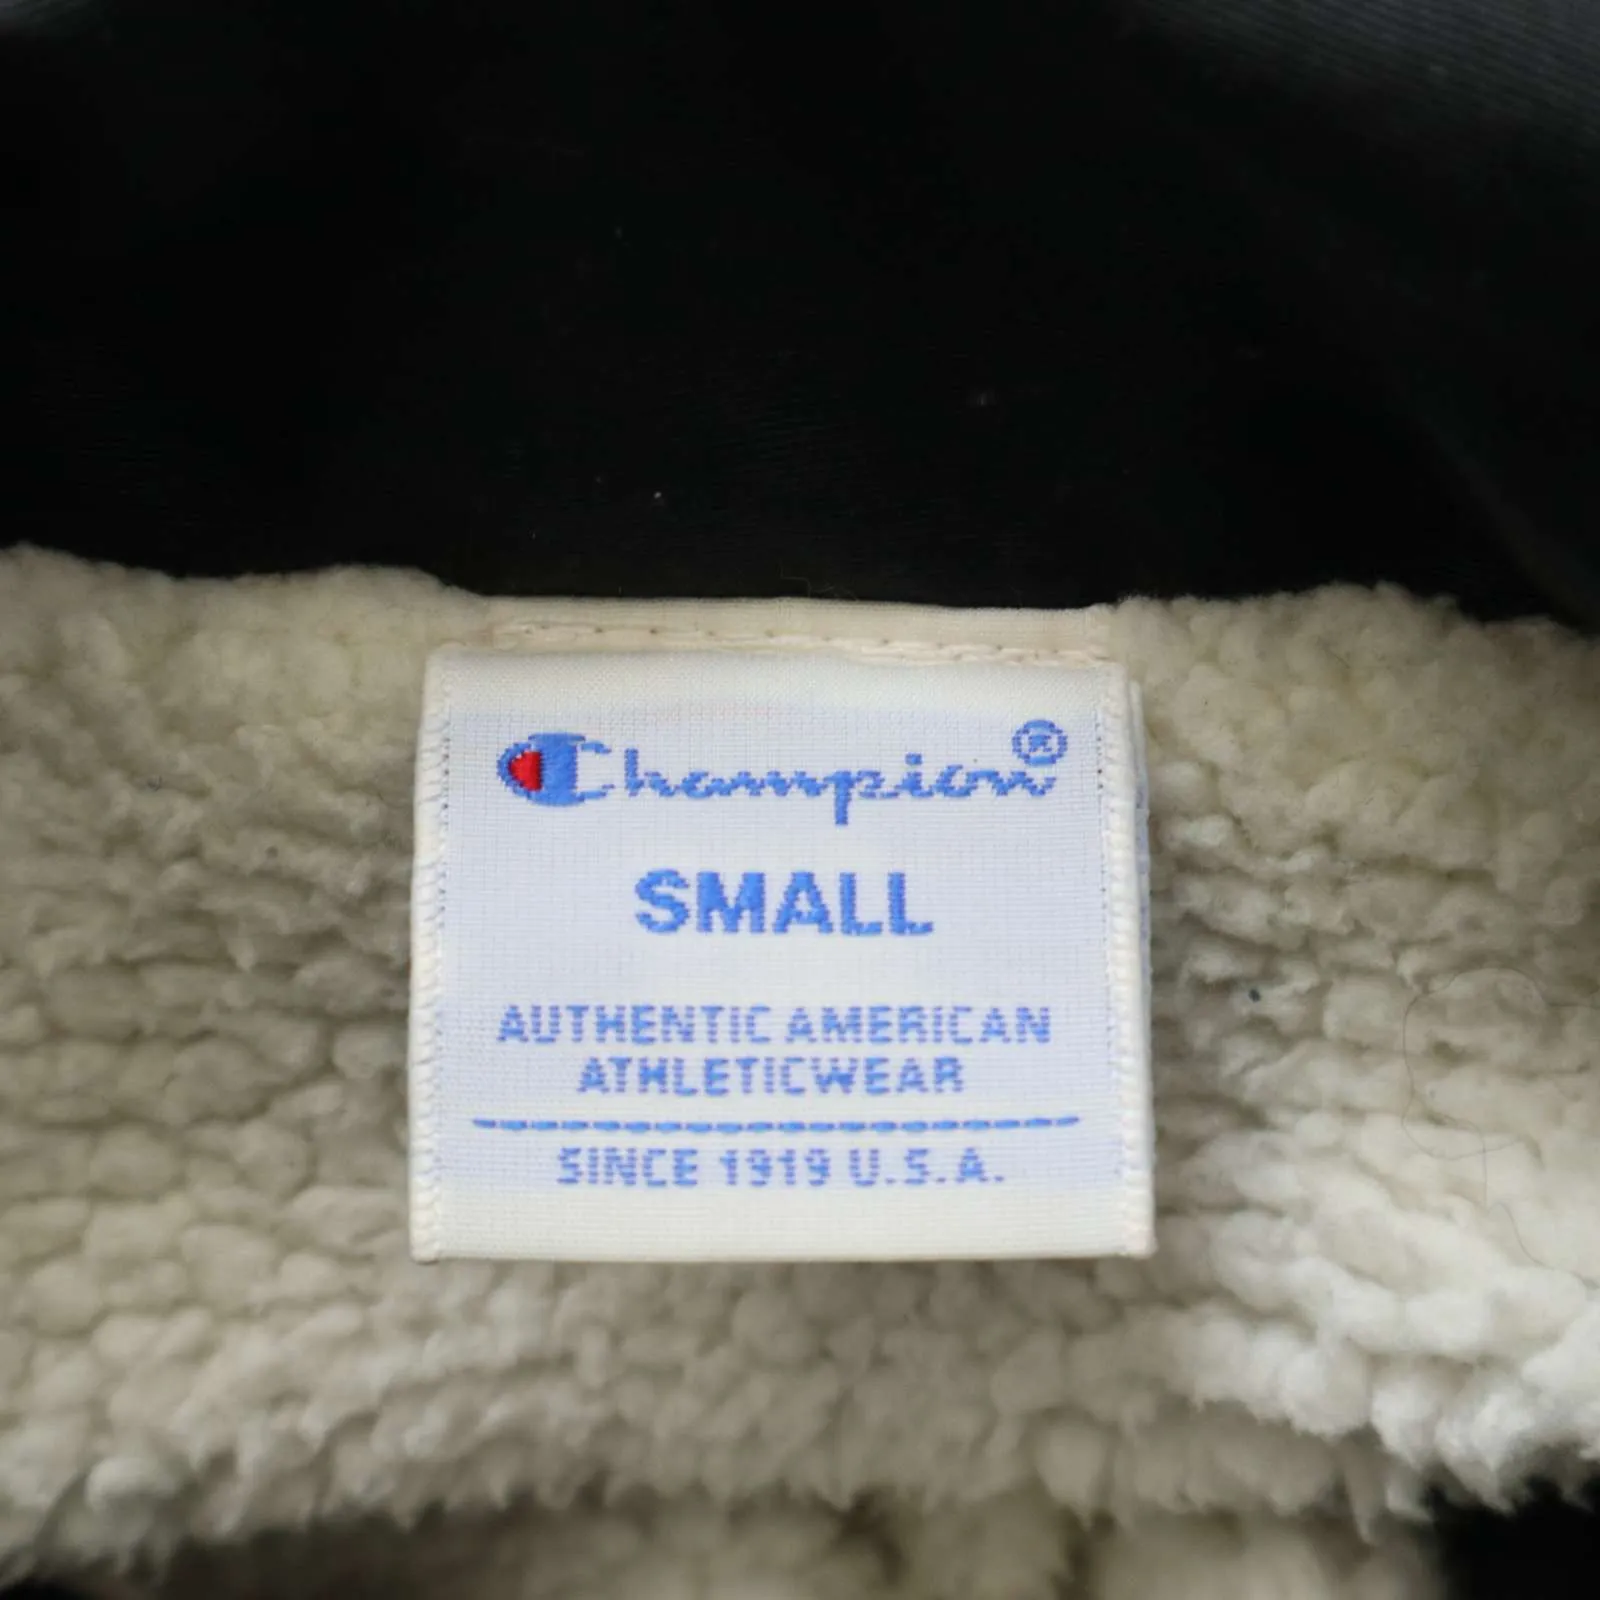 Champion®
SMALL
AUTHENTIC AMERICAN
ATHLETICWEAR
SINCE 1919 U.S.A.